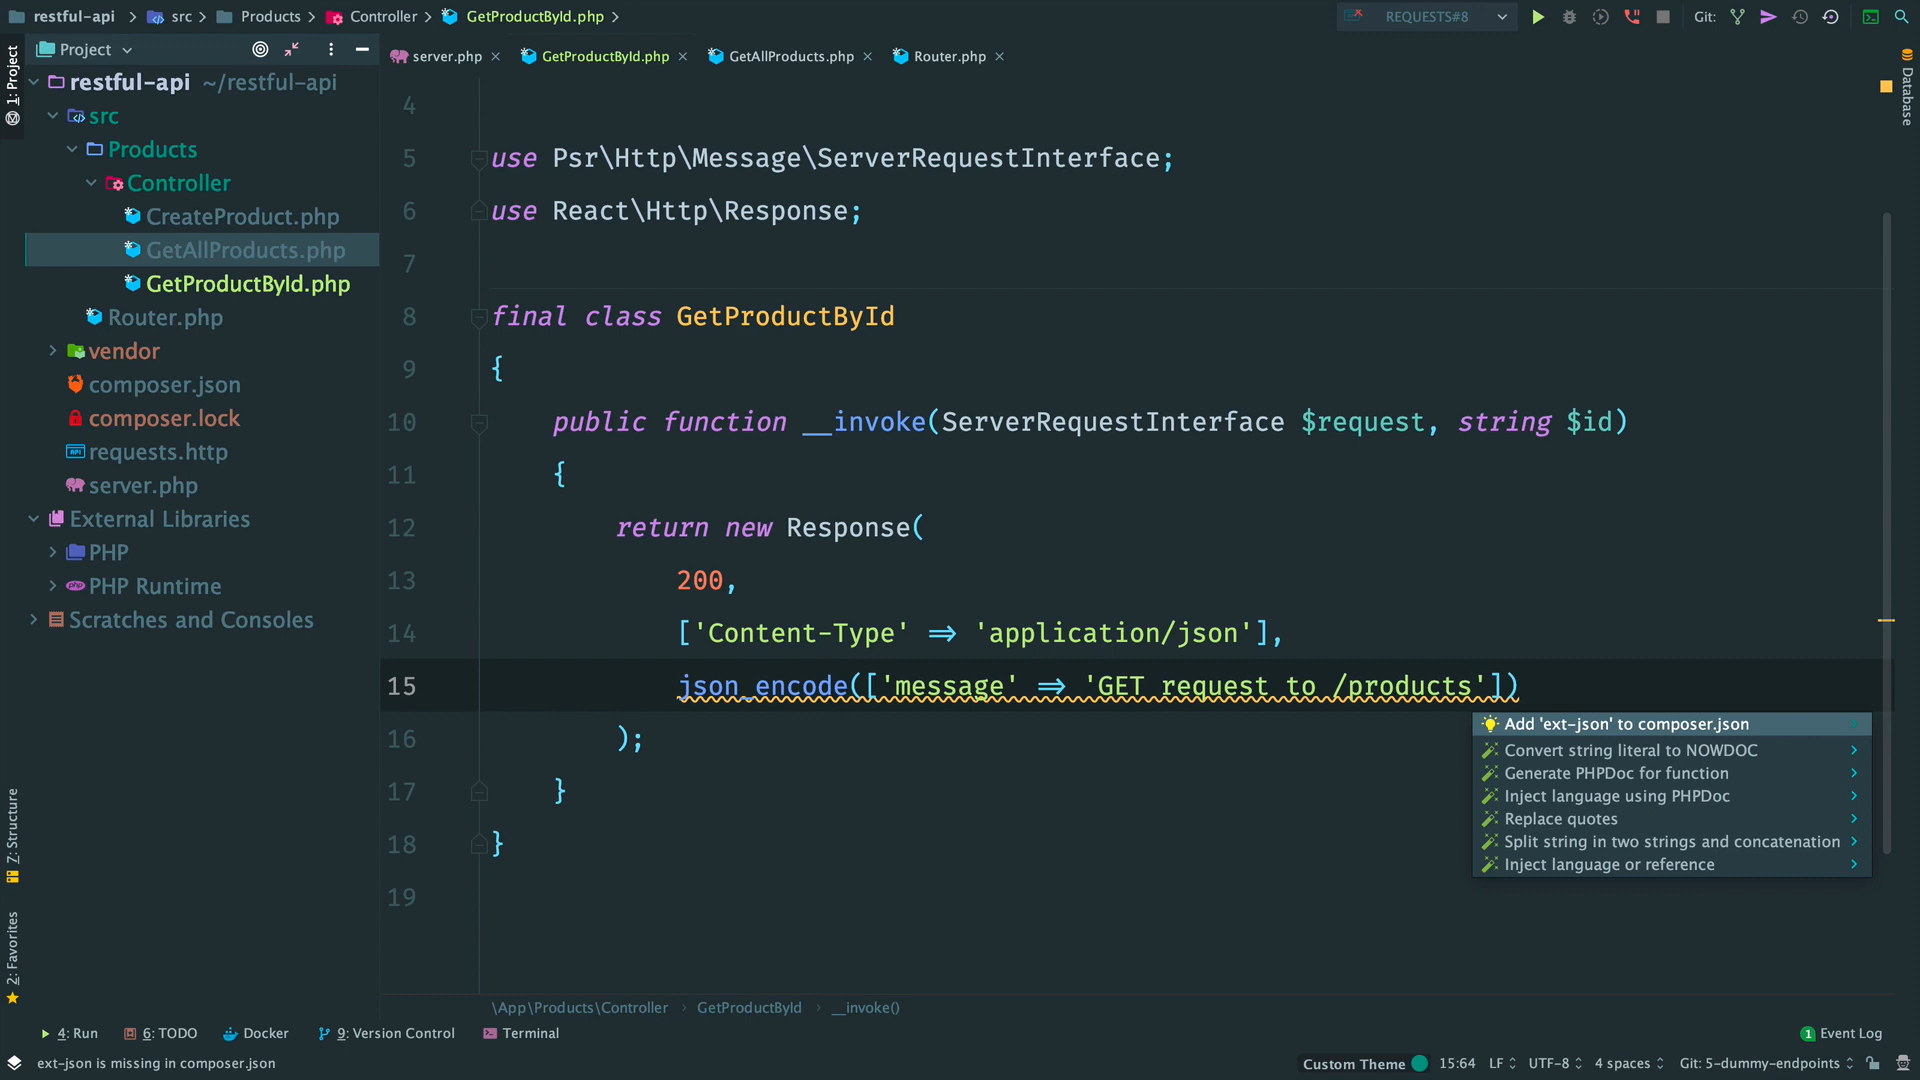 restful-api > src > Products > Controller > GetProductById.php >
REQUESTS#8
Git:
1: Project
Project
server.php
GetProductById.php
GetAllProducts.php
Router.php
Database
restful-api ~/restful-api
src
Products
Controller
CreateProduct.php
GetAllProducts.php
GetProductById.php
Router.php
vendor
composer.json
composer.lock
requests.http
server.php
External Libraries
PHP
PHP Runtime
Scratches and Consoles
Z: Structure
2: Favorites
4
5 use Psr\Http\Message\ServerRequestInterface;
6 use React\Http\Response;
7
8 final class GetProductById
9 {
10 public function __invoke(ServerRequestInterface $request, string $id)
11 {
12 return new Response(
13 200,
14 ['Content-Type' => 'application/json'],
15 json_encode(['message' => 'GET request to /products'])
16 );
17 }
18 }
19
Add 'ext-json' to composer.json
Convert string literal to NOWDOC
Generate PHPDoc for function
Inject language using PHPDoc
Replace quotes
Split string in two strings and concatenation
Inject language or reference
\App\Products\Controller > GetProductById > __invoke()
4: Run
6: TODO
Docker
9: Version Control
Terminal
1 Event Log
ext-json is missing in composer.json
Custom Theme
15:64
LF
UTF-8
4 spaces
Git: 5-dummy-endpoints